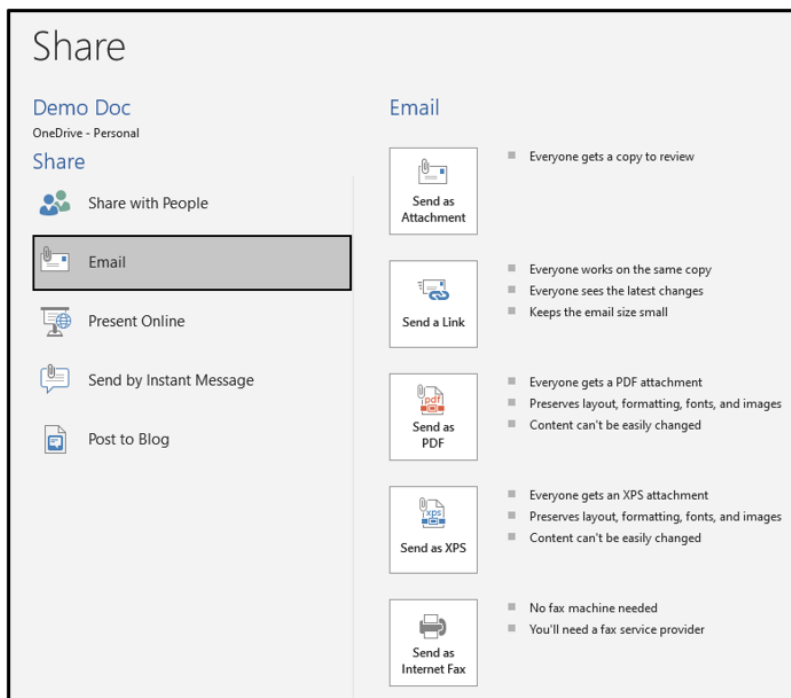 Share
Demo Doc
OneDrive - Personal
Share
Share with People
Email
Present Online
Send by Instant Message
Post to Blog
Email
Send as
Attachment
Everyone gets a copy to review
Send a Link
Everyone works on the same copy
Everyone sees the latest changes
Keeps the email size small
pdf
Send as
PDF
Everyone gets a PDF attachment
Preserves layout, formatting, fonts, and images
Content can't be easily changed
xps
Send as XPS
Everyone gets an XPS attachment
Preserves layout, formatting, fonts, and images
Content can't be easily changed
Send as
Internet Fax
No fax machine needed
You'll need a fax service provider